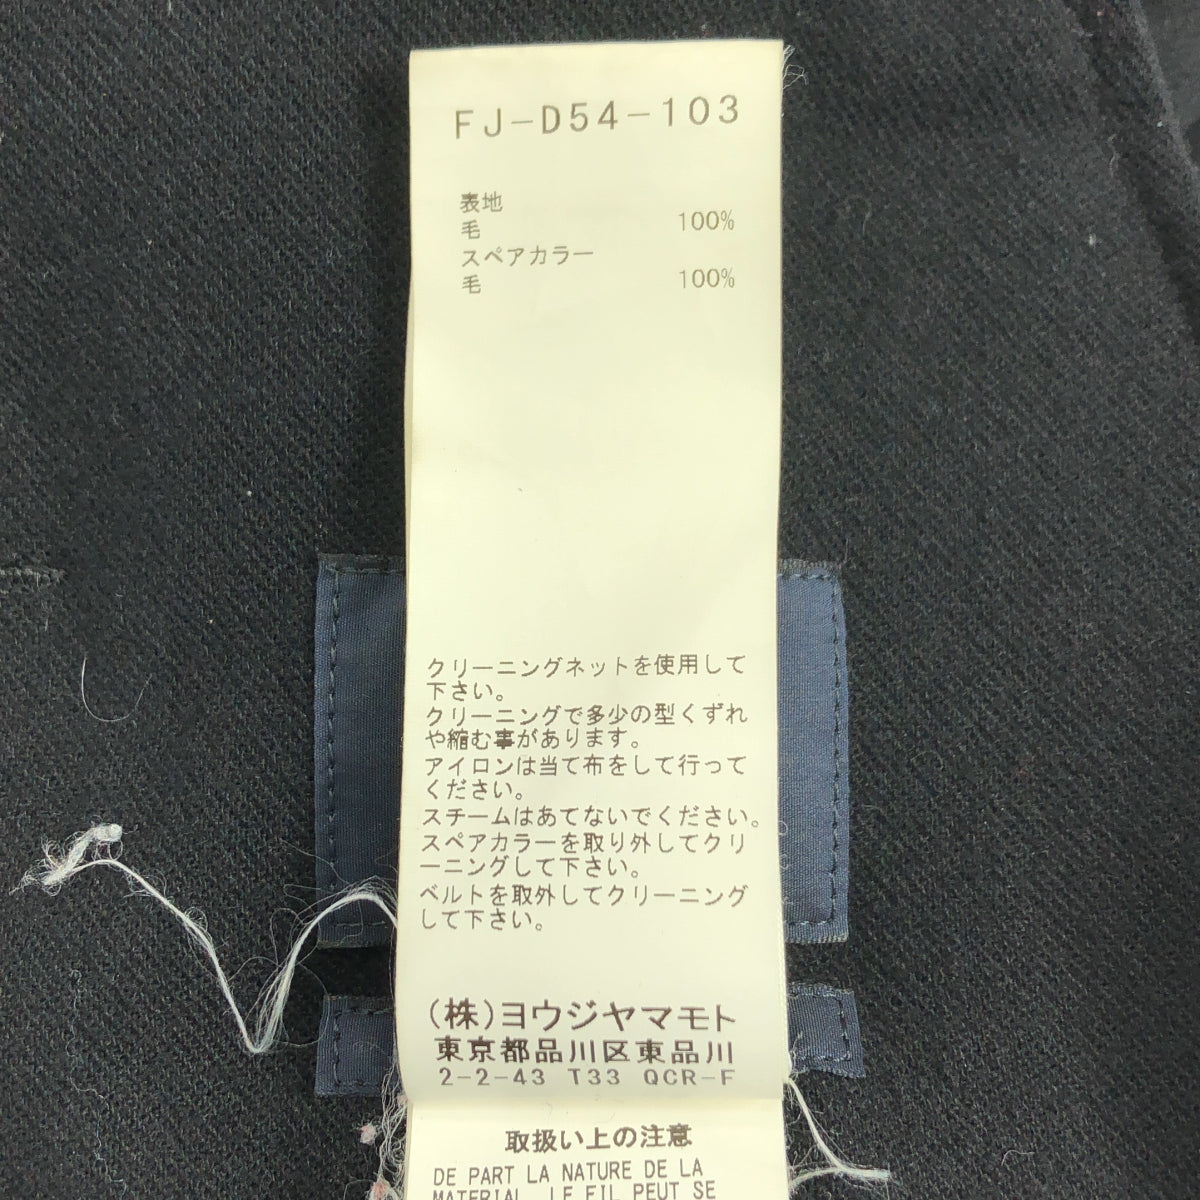 FJ-D54-103
表地
毛 100%
スペアカラー
毛 100%
クリーニングネットを使用して
下さい。
クリーニングで多少の型くずれ
や縮む事があります。
アイロンは当て布をして行って
ください。
スチームはあてないでください。
スペアカラーを取り外してクリ
ーニングして下さい。
ベルトを取外してクリーニング
して下さい。
(株)ヨウジヤマモト
東京都品川区東品川
2-2-43 T33 QCR-F
取扱い上の注意
DE PART LA NATURE DE LA
MATERIAL, LE FIL PEUT SE